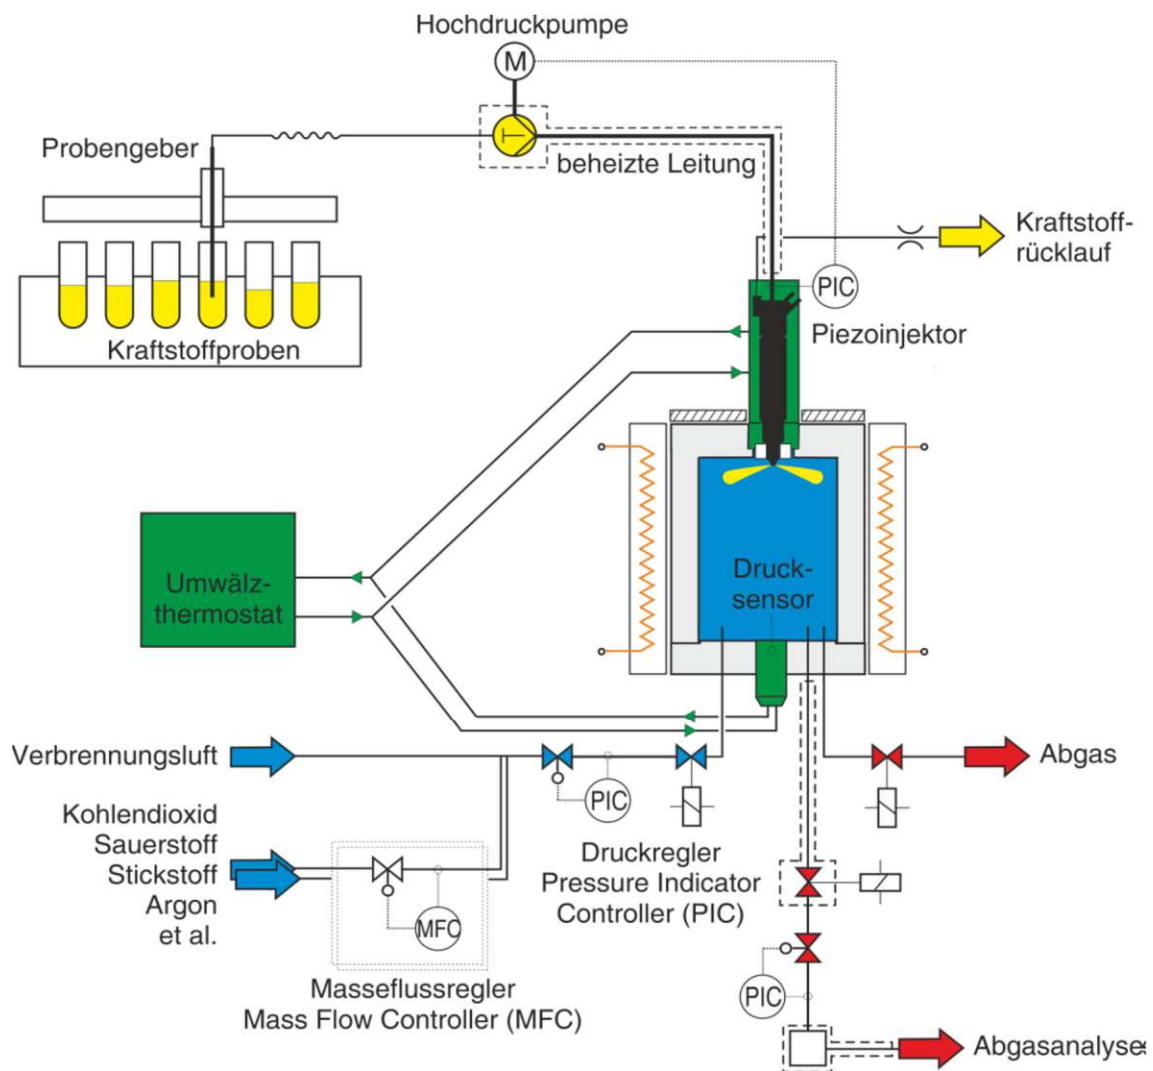 Hochdruckpumpe
M
Probengeber
beheizte Leitung
Kraftstoff-
rücklauf
PIC
Kraftstoffproben
Piezoinjektor
Umwälz-
thermostat
Druck-
sensor
Verbrennungsluft
PIC
Abgas
Kohlendioxid
Sauerstoff
Stickstoff
Argon
et al.
MFC
Druckregler
Pressure Indicator
Controller (PIC)
Masseflussregler
Mass Flow Controller (MFC)
PIC
Abgasanalyse